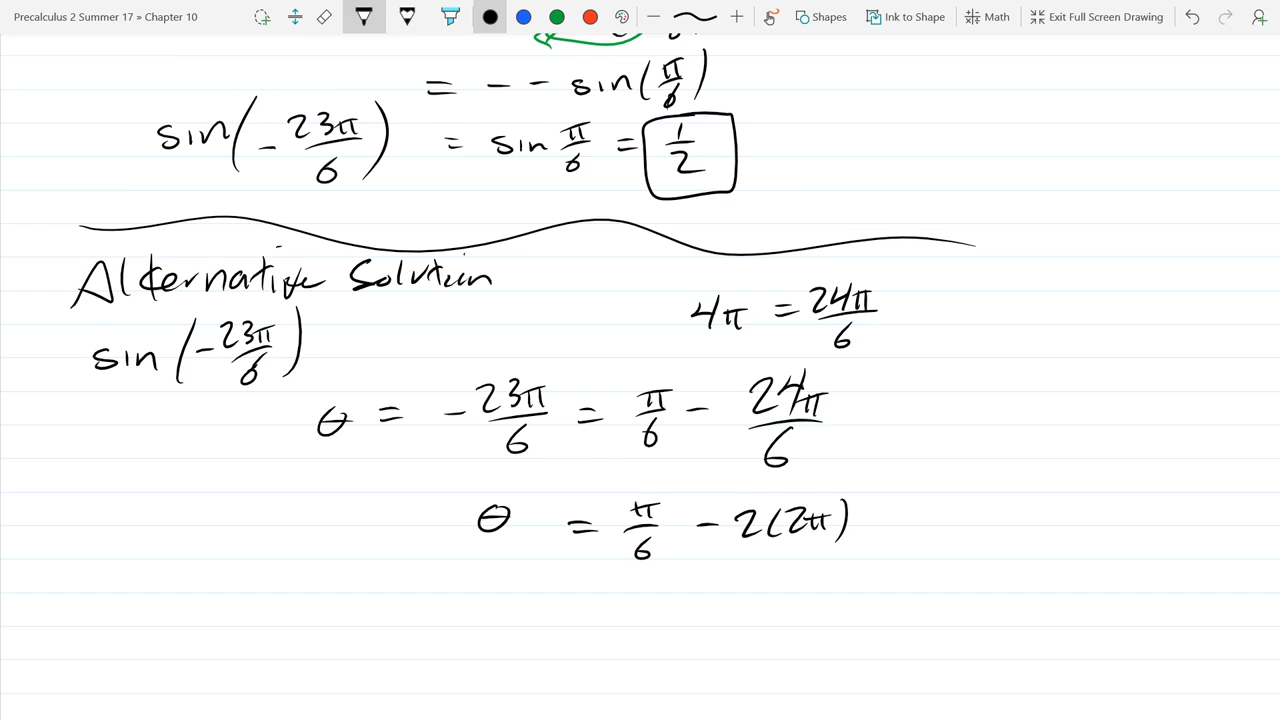 Precalculus 2 Summer 17 » Chapter 10
Shapes Ink to Shape Math Exit Full Screen Drawing
= - - sin(π/6)
sin(-23π/6) = sin π/6 = 1/2
Alternative Solution
4π = 24π/6
sin(-23π/6)
θ = -23π/6 = π/6 - 24π/6
θ = π/6 - 2(2π)